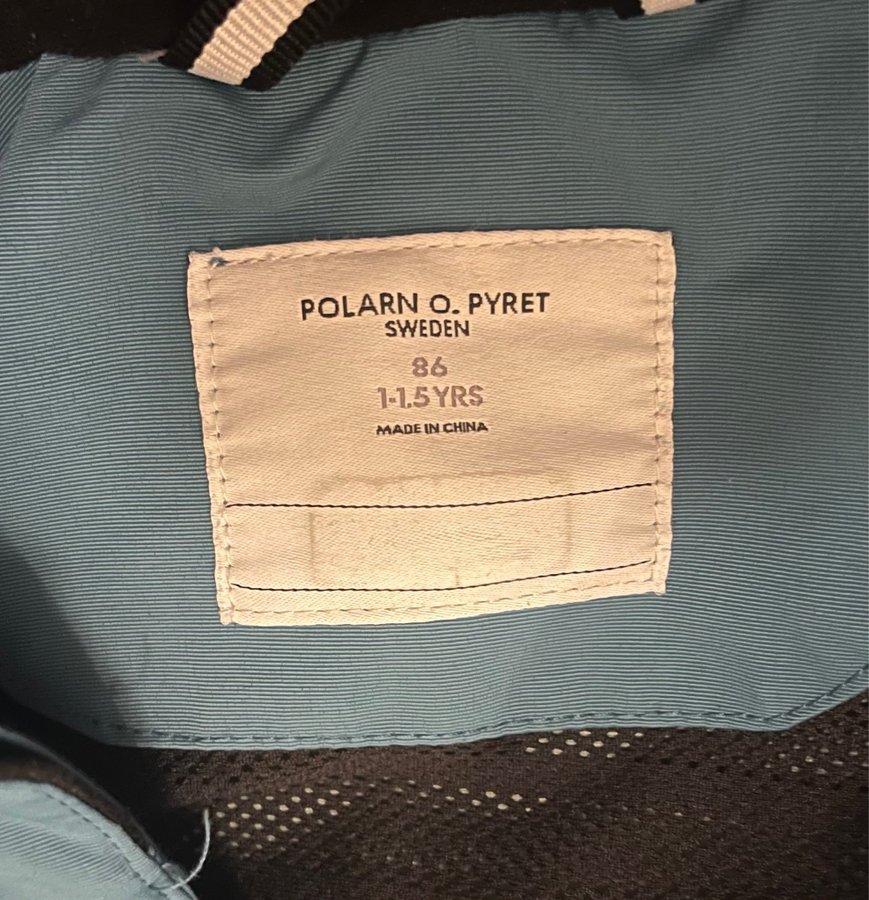 POLARN O. PYRET
SWEDEN
86
1-1.5 YRS
MADE IN CHINA